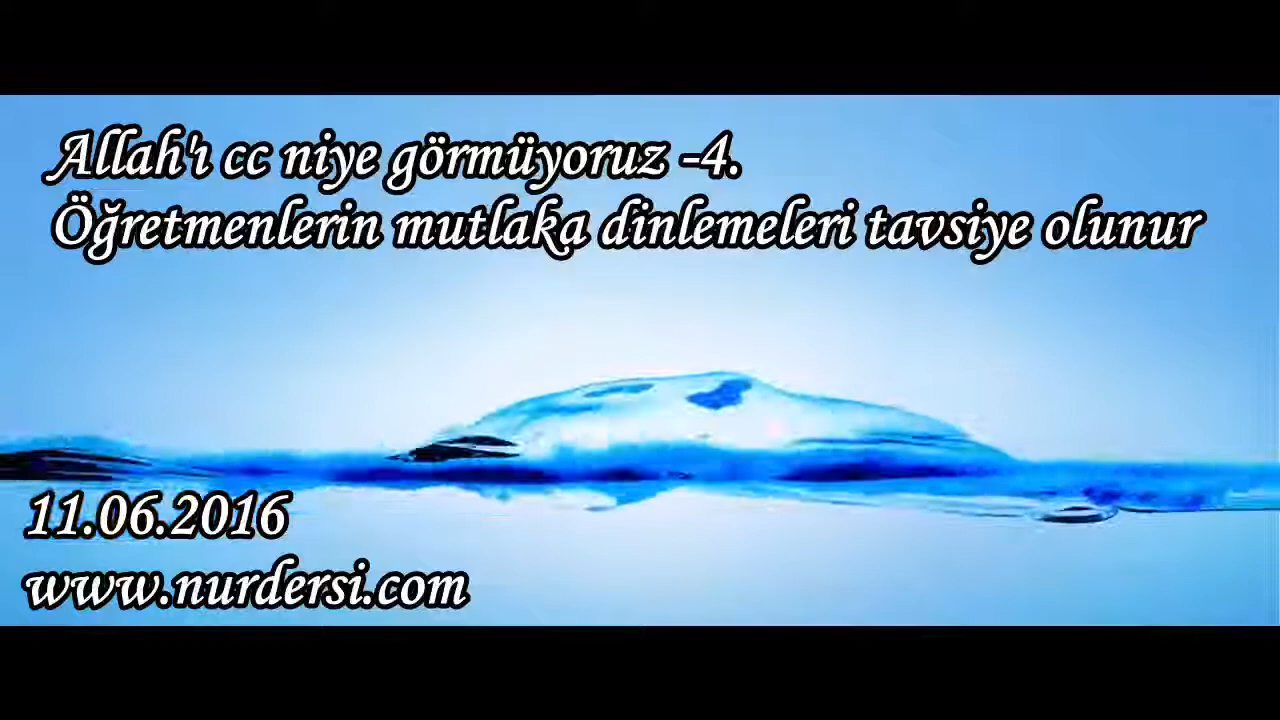 Allah'ı cc niye görmüyoruz -4.
Öğretmenlerin mutlaka dinlemeleri tavsiye olunur
11.06.2016
www.nurdersi.com